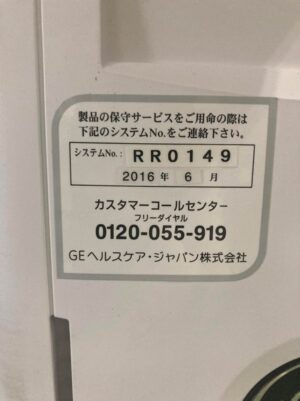 製品の保守サービスをご用命の際は
下記のシステムNo.をご連絡下さい。
システムNo.: RR0149
2016 年 6 月
カスタマーコールセンター
フリーダイヤル
0120-055-919
GEヘルスケア・ジャパン株式会社